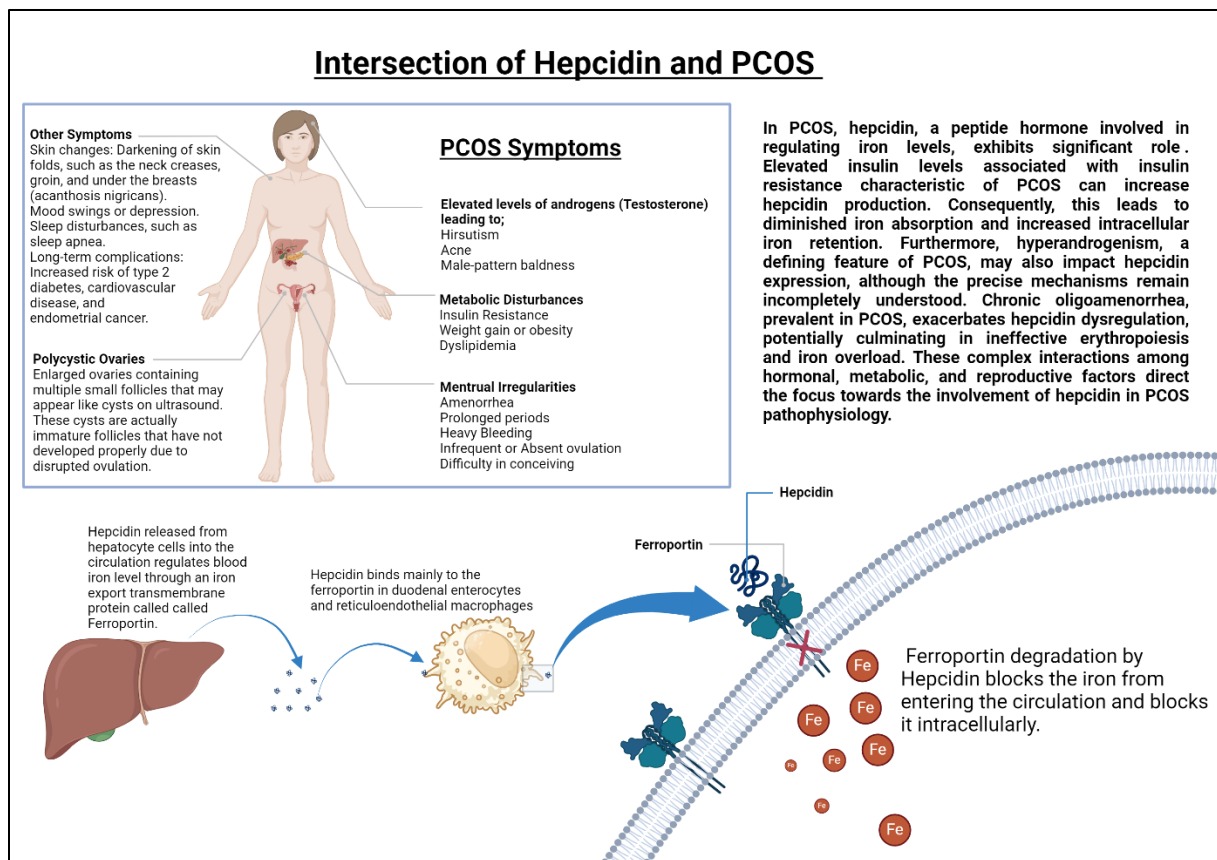 Intersection of Hepcidin and PCOS
Other Symptoms
Skin changes: Darkening of skin
folds, such as the neck creases,
groin, and under the breasts
(acanthosis nigricans).
Mood swings or depression.
Sleep disturbances, such as
sleep apnea.
Long-term complications:
Increased risk of type 2
diabetes, cardiovascular
disease, and
endometrial cancer.
Polycystic Ovaries
Enlarged ovaries containing
multiple small follicles that may
appear like cysts on ultrasound.
These cysts are actually
immature follicles that have not
developed properly due to
disrupted ovulation.
PCOS Symptoms
Elevated levels of androgens (Testosterone)
leading to;
Hirsutism
Acne
Male-pattern baldness
Metabolic Disturbances
Insulin Resistance
Weight gain or obesity
Dyslipidemia
Mentrual Irregularities
Amenorrhea
Prolonged periods
Heavy Bleeding
Infrequent or Absent ovulation
Difficulty in conceiving
In PCOS, hepcidin, a peptide hormone involved in
regulating iron levels, exhibits significant role .
Elevated insulin levels associated with insulin
resistance characteristic of PCOS can increase
hepcidin production. Consequently, this leads to
diminished iron absorption and increased intracellular
iron retention. Furthermore, hyperandrogenism, a
defining feature of PCOS, may also impact hepcidin
expression, although the precise mechanisms remain
incompletely understood. Chronic oligoamenorrhea,
prevalent in PCOS, exacerbates hepcidin dysregulation,
potentially culminating in ineffective erythropoiesis
and iron overload. These complex interactions among
hormonal, metabolic, and reproductive factors direct
the focus towards the involvement of hepcidin in PCOS
pathophysiology.
Hepcidin released from
hepatocyte cells into the
circulation regulates blood
iron level through an iron
export transmembrane
protein called called
Ferroportin.
Hepcidin binds mainly to the
ferroportin in duodenal enterocytes
and reticuloendothelial macrophages
Hepcidin
Ferroportin
Ferroportin degradation by
Hepcidin blocks the iron from
entering the circulation and blocks
it intracellularly.
Fe
Fe
Fe
Fe
Fe
Fe
Fe
Fe